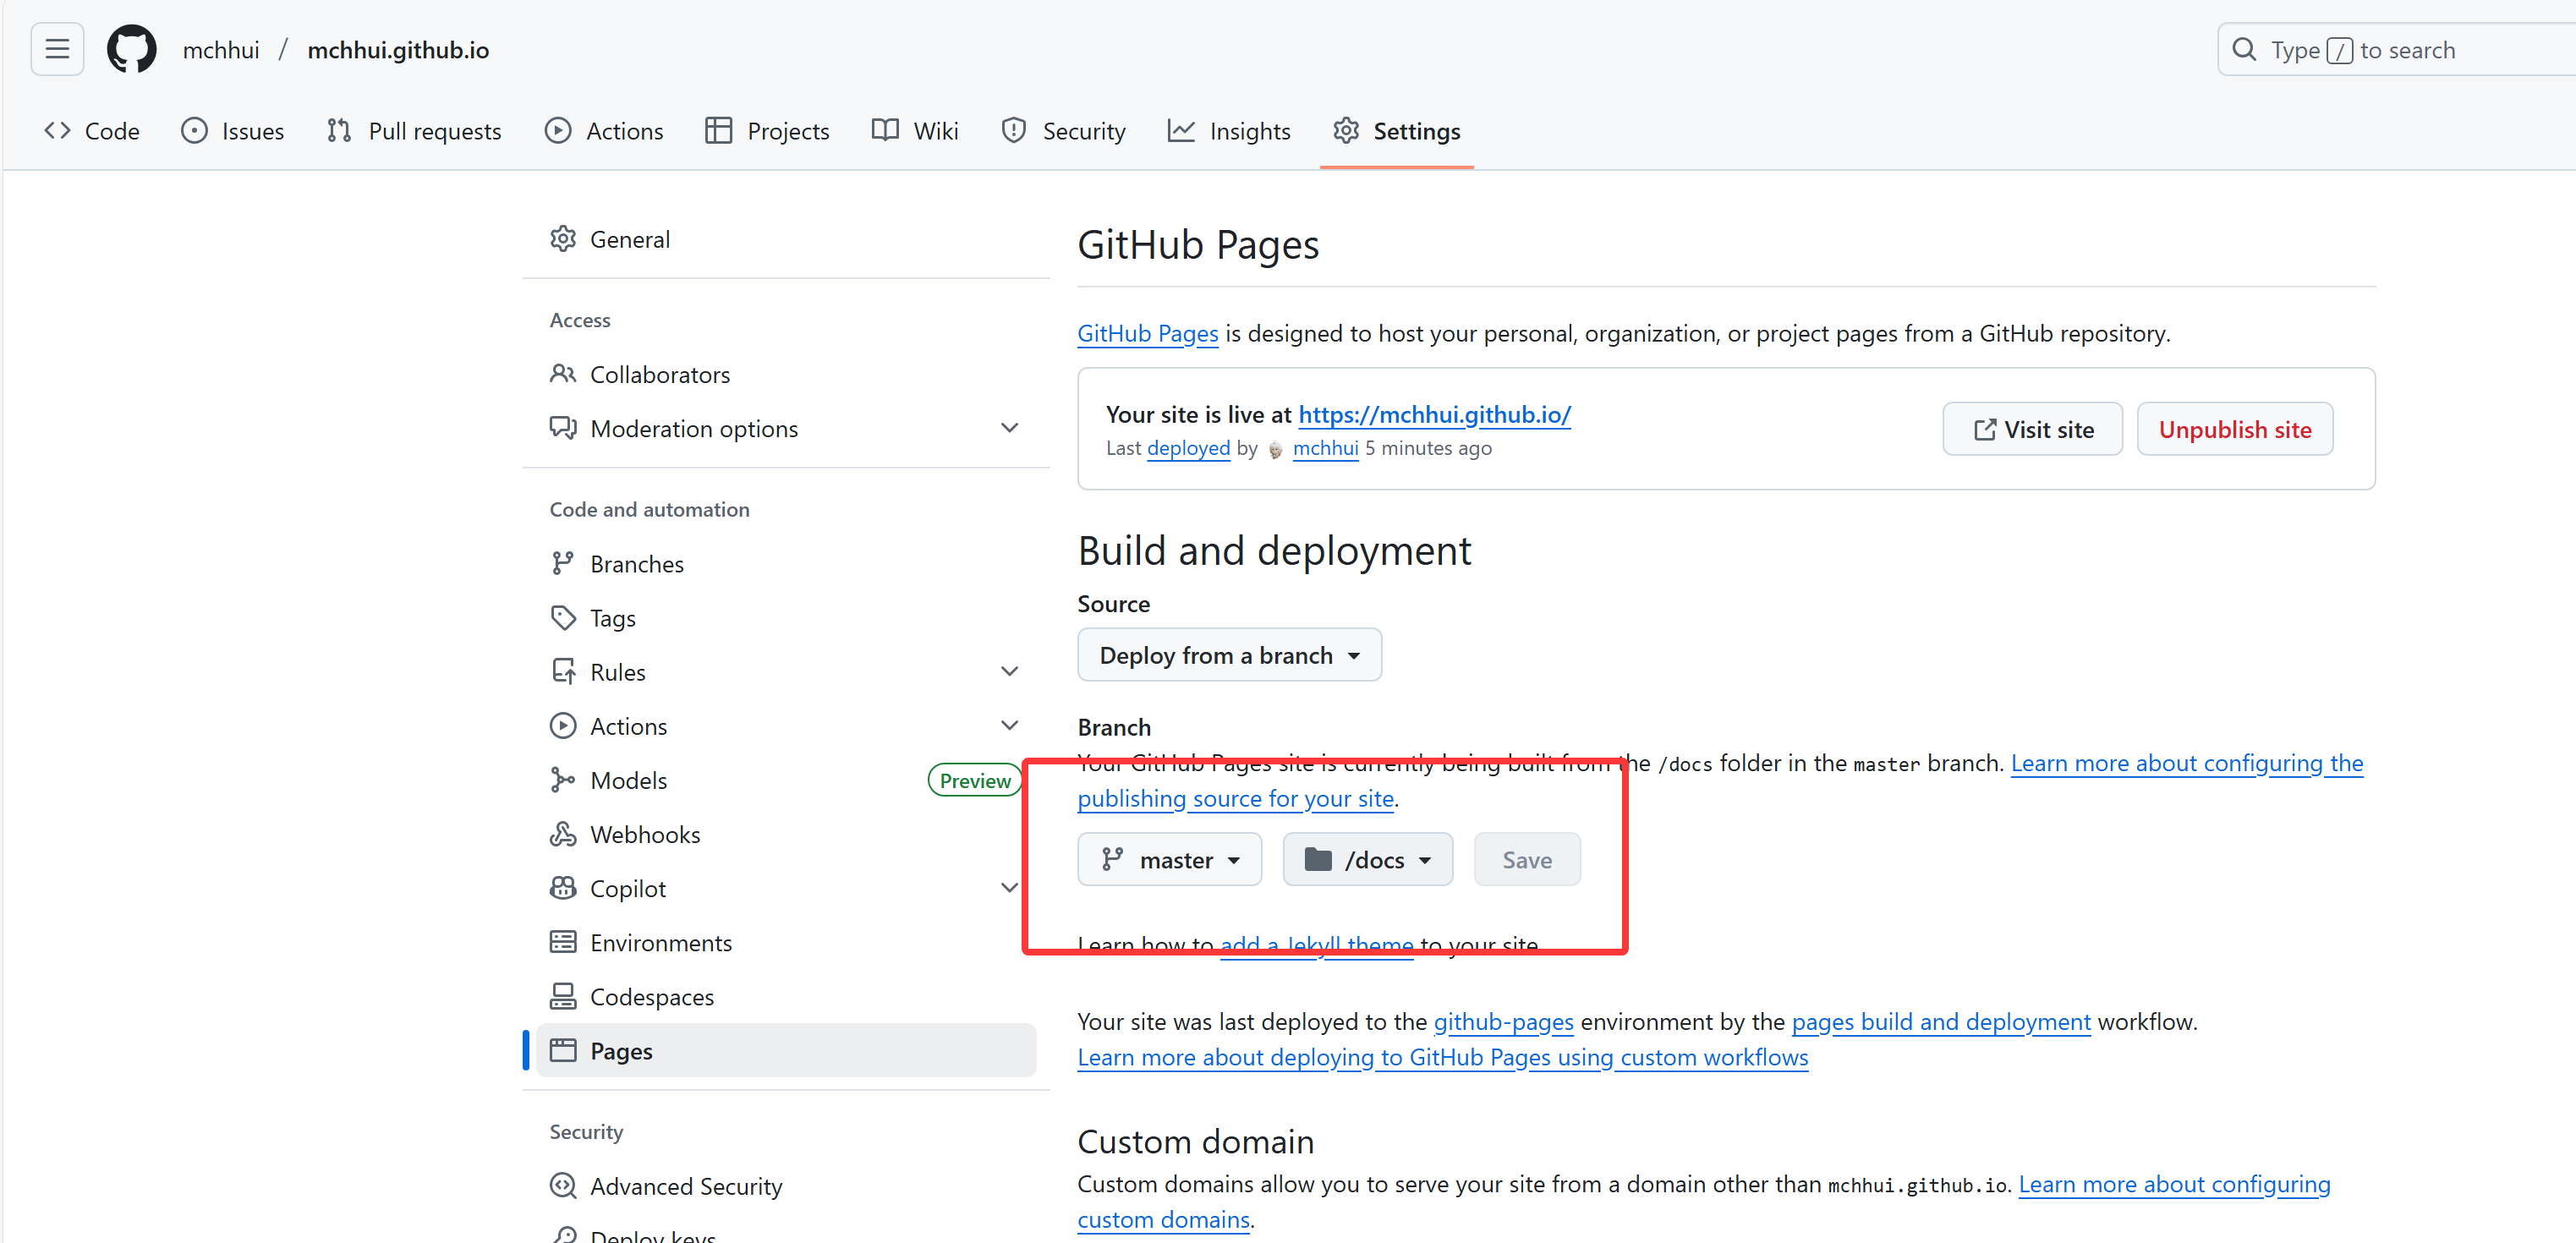 mchhui / mchhui.github.io
Type / to search
Code Issues Pull requests Actions Projects Wiki Security Insights Settings
General
Access
Collaborators
Moderation options
Code and automation
Branches
Tags
Rules
Actions
Models Preview
Webhooks
Copilot
Environments
Codespaces
Pages
Security
Advanced Security
Deploy keys
GitHub Pages
GitHub Pages is designed to host your personal, organization, or project pages from a GitHub repository.
Your site is live at https://mchhui.github.io/
Last deployed by mchhui 5 minutes ago
Visit site Unpublish site
Build and deployment
Source
Deploy from a branch
Branch
Your GitHub Pages site is currently being built from the /docs folder in the master branch. Learn more about configuring the
publishing source for your site.
master /docs Save
Learn how to add a Jekyll theme to your site
Your site was last deployed to the github-pages environment by the pages build and deployment workflow.
Learn more about deploying to GitHub Pages using custom workflows
Custom domain
Custom domains allow you to serve your site from a domain other than mchhui.github.io. Learn more about configuring
custom domains.